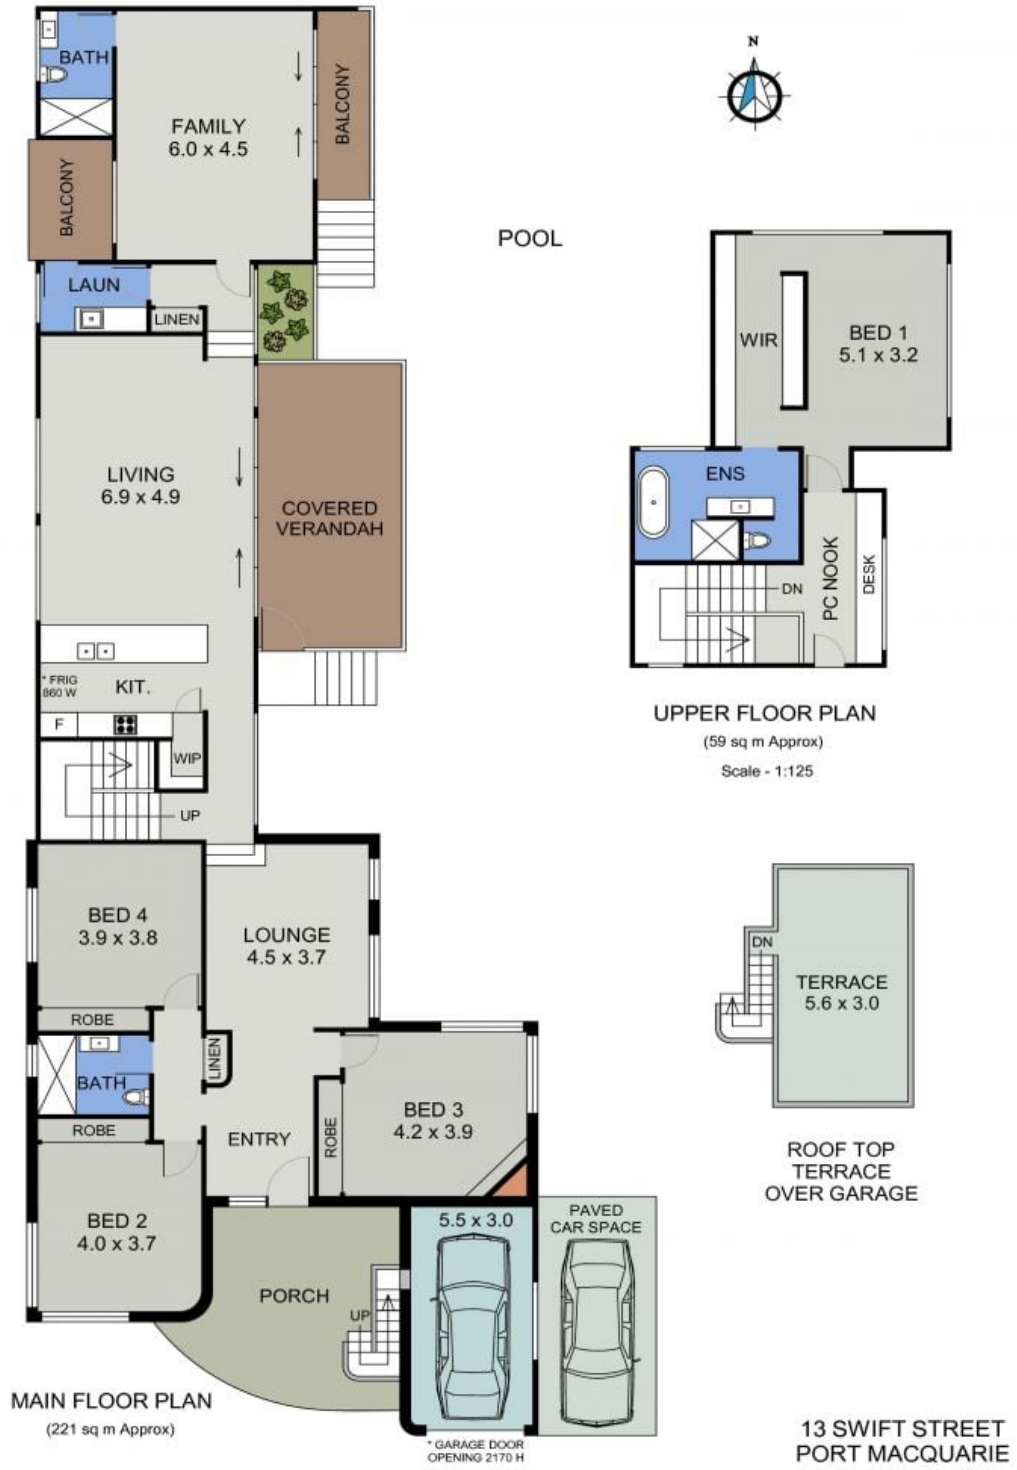 BATH
FAMILY
6.0 x 4.5
BALCONY
BALCONY
LAUN
LINEN
LIVING
6.9 x 4.9
COVERED
VERANDAH
* FRIG
860 W
KIT.
F
WIP
UP
BED 4
3.9 x 3.8
LOUNGE
4.5 x 3.7
ROBE
BATH
LINEN
ROBE
ENTRY
ROBE
BED 3
4.2 x 3.9
BED 2
4.0 x 3.7
PORCH
UP
5.5 x 3.0
PAVED
CAR SPACE
* GARAGE DOOR
OPENING 2170 H
MAIN FLOOR PLAN
(221 sq m Approx)
N
POOL
WIR
BED 1
5.1 x 3.2
ENS
DN
PC NOOK
DESK
UPPER FLOOR PLAN
(59 sq m Approx)
Scale - 1:125
DN
TERRACE
5.6 x 3.0
ROOF TOP
TERRACE
OVER GARAGE
13 SWIFT STREET
PORT MACQUARIE